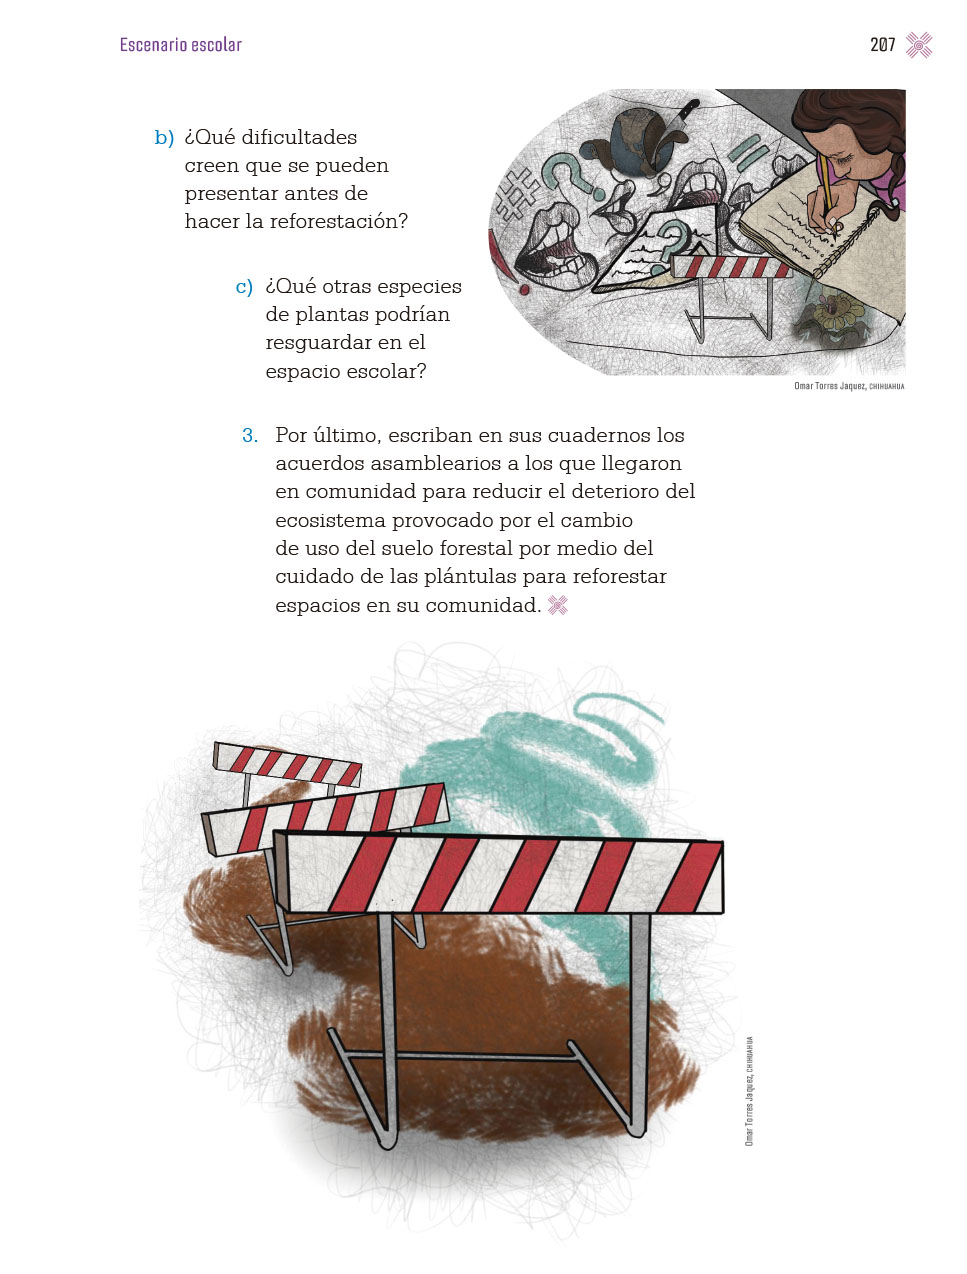 Escenario escolar
207
b) ¿Qué dificultades
creen que se pueden
presentar antes de
hacer la reforestación?
c) ¿Qué otras especies
de plantas podrían
resguardar en el
espacio escolar?
Omar Torres Jaquez, CHIHUAHUA
3. Por último, escriban en sus cuadernos los
acuerdos asamblearios a los que llegaron
en comunidad para reducir el deterioro del
ecosistema provocado por el cambio
de uso del suelo forestal por medio del
cuidado de las plántulas para reforestar
espacios en su comunidad.
Omar Torres Jaquez, CHIHUAHUA